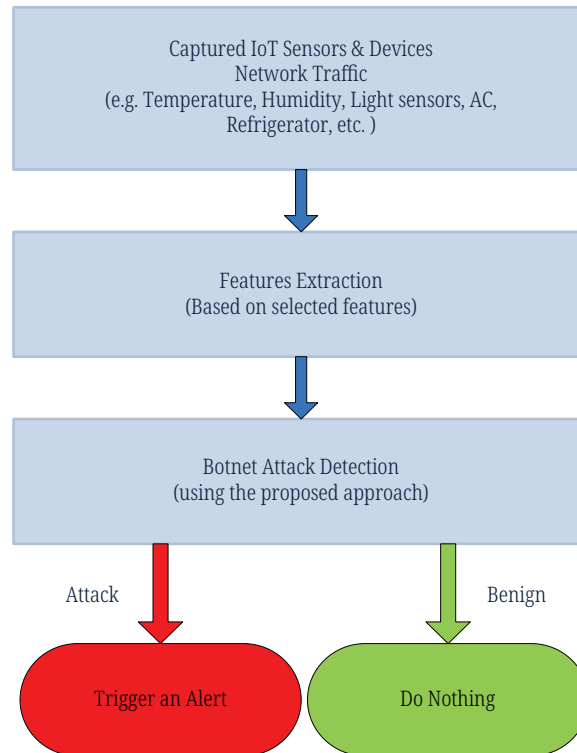 Captured IoT Sensors & Devices
Network Traffic
(e.g. Temperature, Humidity, Light sensors, AC,
Refrigerator, etc. )
Features Extraction
(Based on selected features)
Botnet Attack Detection
(using the proposed approach)
Attack
Benign
Trigger an Alert
Do Nothing